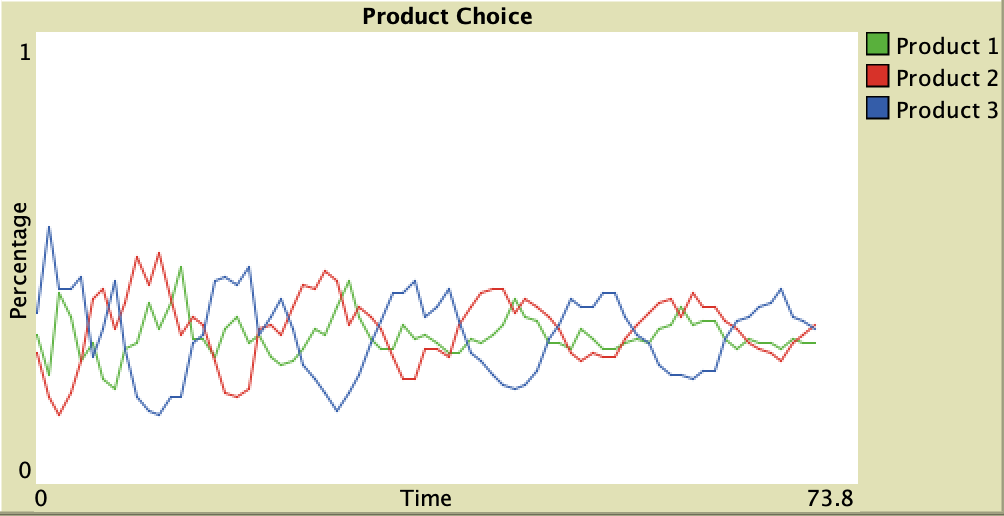 Product Choice
1
Percentage
0
0
Time
73.8
Product 1
Product 2
Product 3